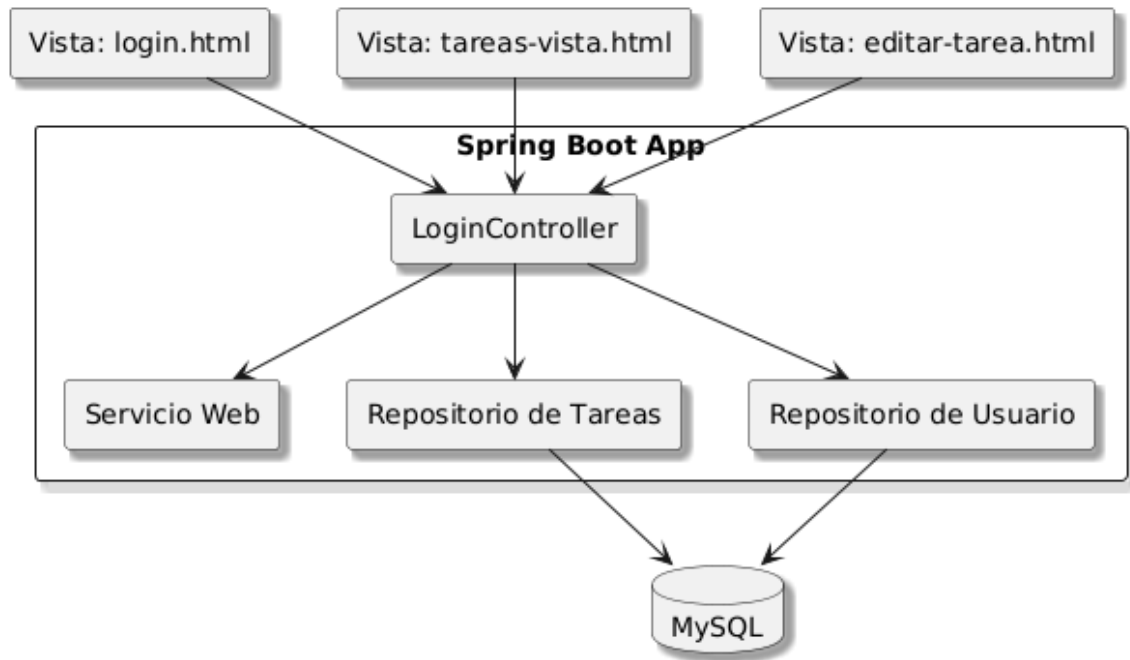 Vista: login.html
Vista: tareas-vista.html
Vista: editar-tarea.html
Spring Boot App
LoginController
Servicio Web
Repositorio de Tareas
Repositorio de Usuario
MySQL